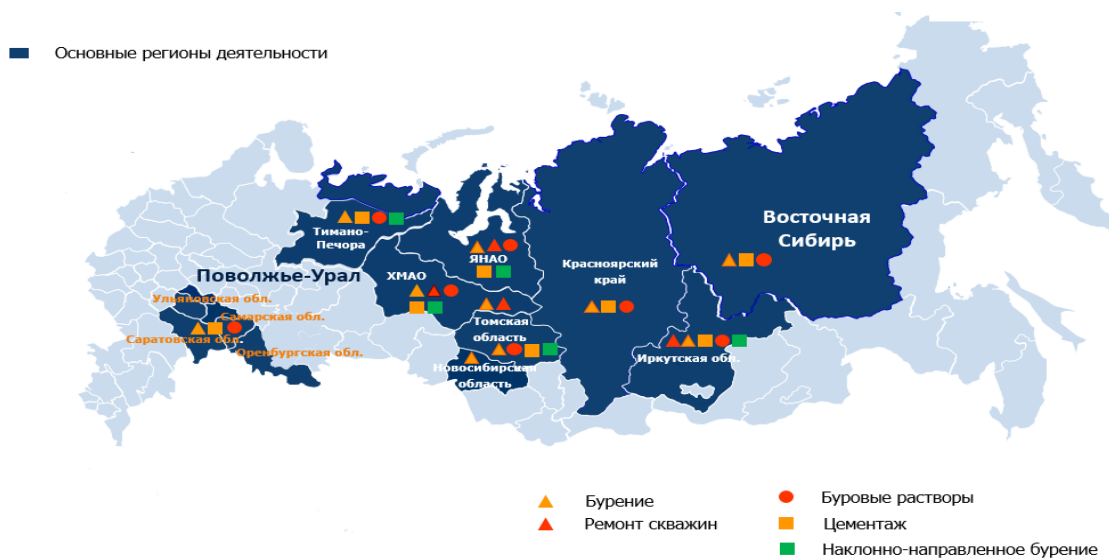 Основные регионы деятельности
Восточная
Сибирь
Тимано-
Печора
ЯНАО
Красноярский
край
Поволжье-Урал
ХМАО
Ульяновская обл.
Самарская обл.
Томская
область
Саратовская обл.
Оренбургская обл.
Иркутская обл.
Новосибирская
область
Бурение
Буровые растворы
Ремонт скважин
Цементаж
Наклонно-направленное бурение